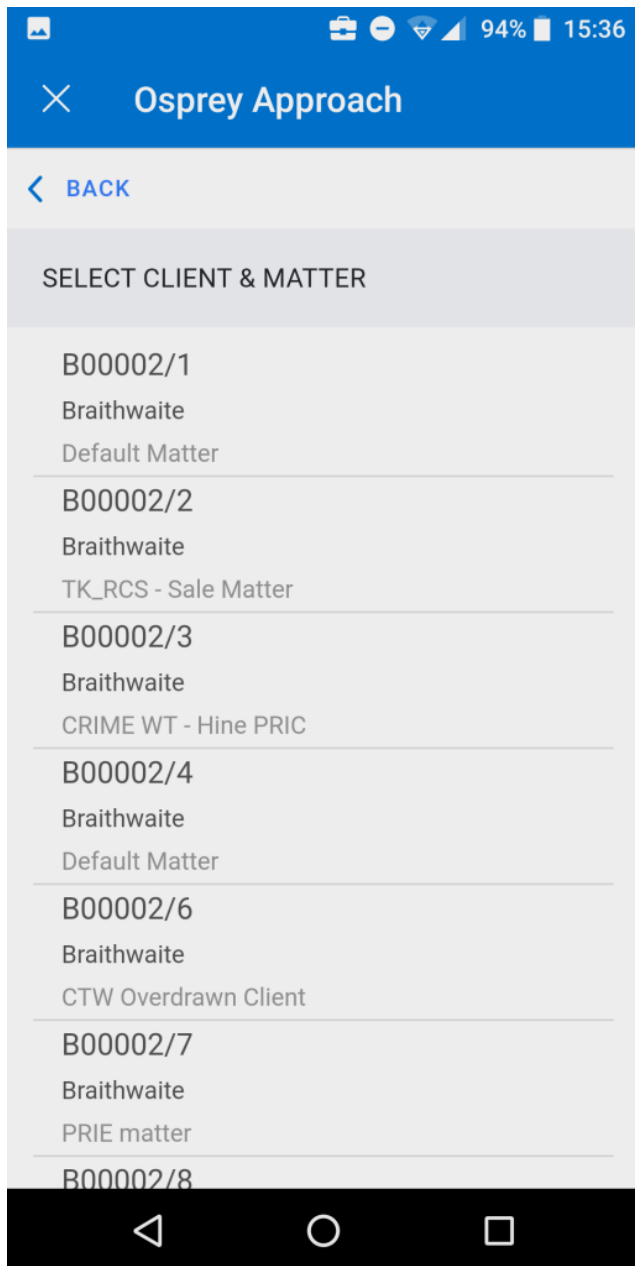 94% 15:36
Osprey Approach
BACK
SELECT CLIENT & MATTER
B00002/1
Braithwaite
Default Matter
B00002/2
Braithwaite
TK_RCS - Sale Matter
B00002/3
Braithwaite
CRIME WT - Hine PRIC
B00002/4
Braithwaite
Default Matter
B00002/6
Braithwaite
CTW Overdrawn Client
B00002/7
Braithwaite
PRIE matter
B00002/8